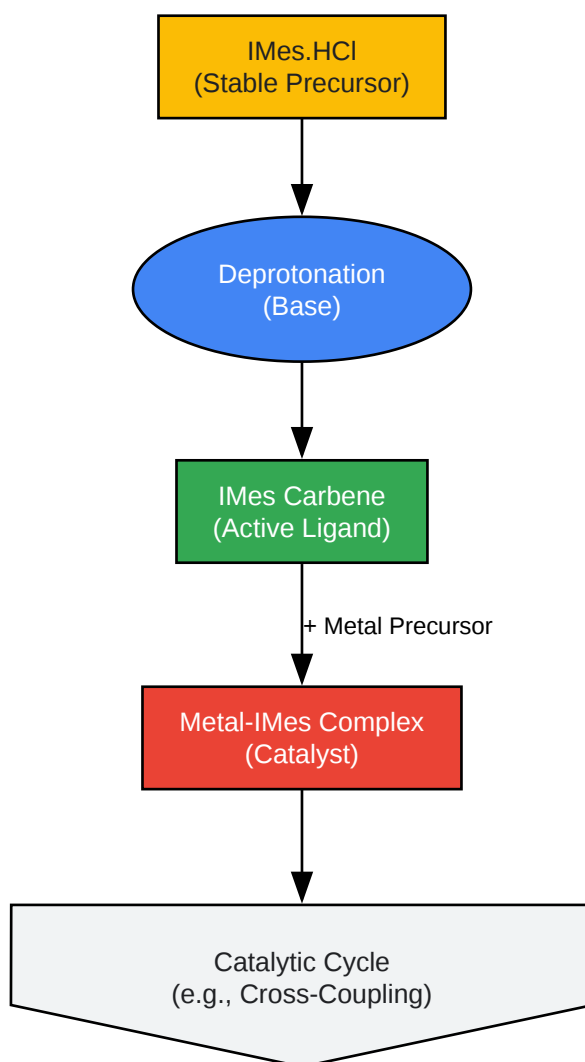 IMes.HCl
(Stable Precursor)
Deprotonation
(Base)
IMes Carbene
(Active Ligand)
+ Metal Precursor
Metal-IMes Complex
(Catalyst)
Catalytic Cycle
(e.g., Cross-Coupling)